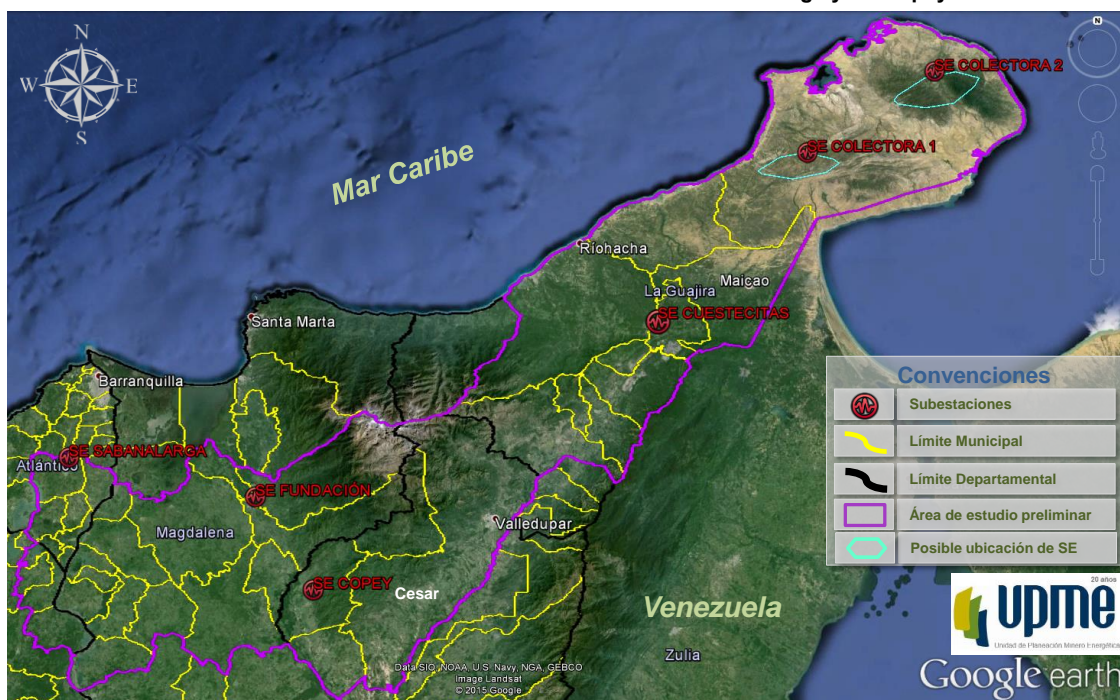 N
N
W
E
S
SE COLECTORA 2
SE COLECTORA 1
Mar Caribe
Ríohacha
Maicao
La Guajira
SE CUESTECITAS
Santa Marta
Barranquilla
SE SABANALARGA
Atlántico
SE FUNDACIÓN
Magdalena
Valledupar
SE COPEY
Cesar
Venezuela
Zulia
Convenciones
Subestaciones
Límite Municipal
Límite Departamental
Área de estudio preliminar
Posible ubicación de SE
20 años
upme
Unidad de Planeación Minero Energética
Data SIO, NOAA, U.S. Navy, NGA, GEBCO
Image Landsat
© 2015 Google
Google earth